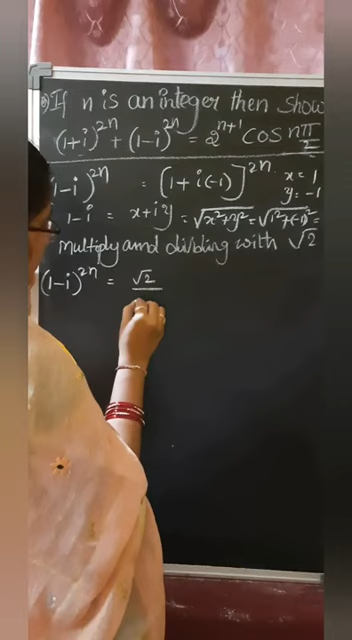 If n is an integer then show
(1+i)^2n + (1-i)^2n = 2^n+1 cos nπ/2
1-i)^2n = [1+i(-1)]^2n x=1
y=-1
1-i = x+iy = √x²+y² = √1²+(-1)² =
multiply and dividing with √2
(1-i)^2n = √2